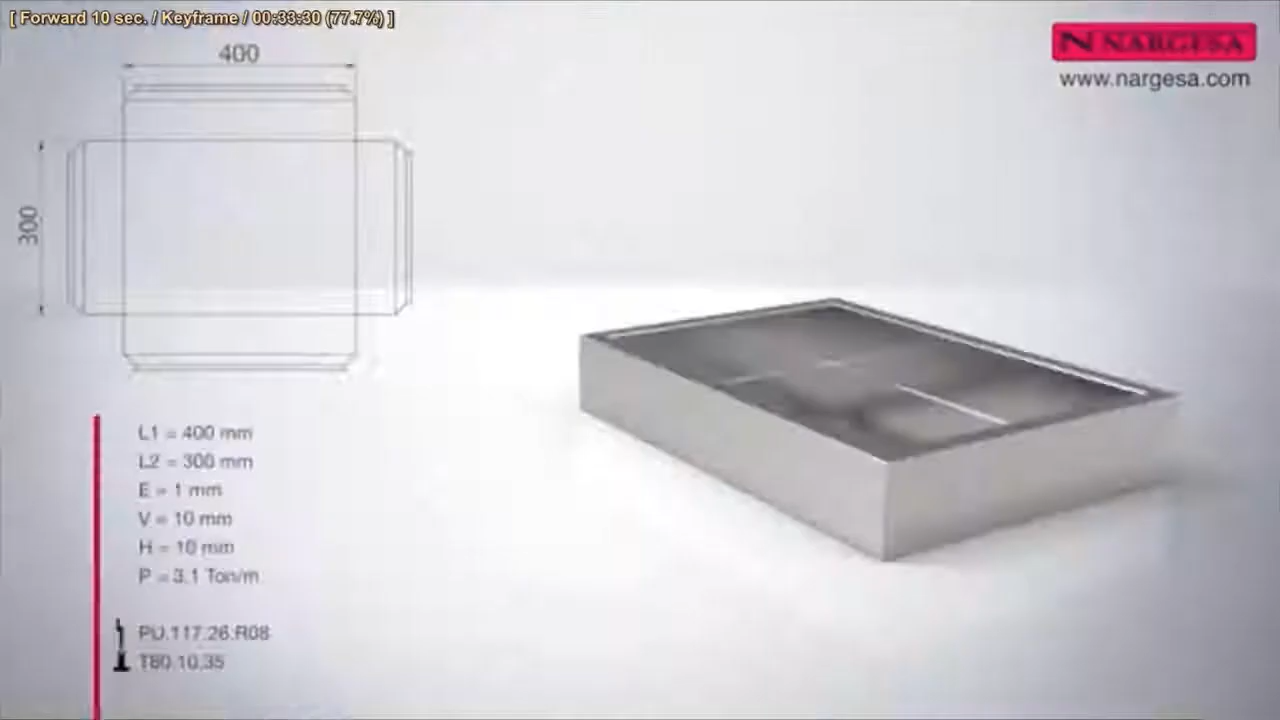 [ Forward 10 sec. / Keyframe / 00:33:30 (77.7%) ]
N NARGESA
www.nargesa.com
400
300
L1 = 400 mm
L2 = 300 mm
E = 1 mm
V = 10 mm
H = 10 mm
P = 3.1 Ton/m
PU.117.26.R08
T80.10.35